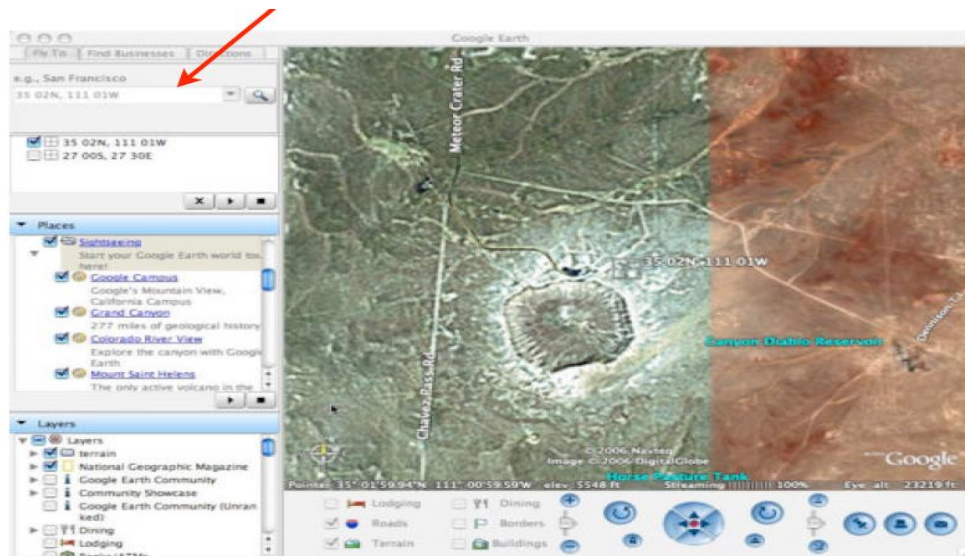 Google Earth
Fly To Find Businesses Directions
e.g., San Francisco
35 02N, 111 01W
35 02N, 111 01W
27 00S, 27 30E
Places
Sightseeing
Start your Google Earth world tou
here!
Google Campus
Google's Mountain View,
California Campus
Grand Canyon
277 miles of geological history
Colorado River View
Explore the canyon with Googl
Earth
Mount Saint Helens
The only active volcano in the
Layers
Layers
terrain
National Geographic Magazine
Google Earth Community
Community Showcase
Google Earth Community (Unran
ked)
Dining
Lodging
Banks/ATMs
Meteor Crater Rd
35 02N, 111 01W
Canyon Diablo Reservoir
Chavez Pass Rd
© 2006 Navteq
Image © 2006 DigitalGlobe
Google
Horse Pasture Tank
Pointer 35° 01'59.94"N 111° 00'59.59"W elev 5548 ft Streaming 100% Eye alt 23219 ft
Lodging Dining
Roads Borders
Terrain Buildings